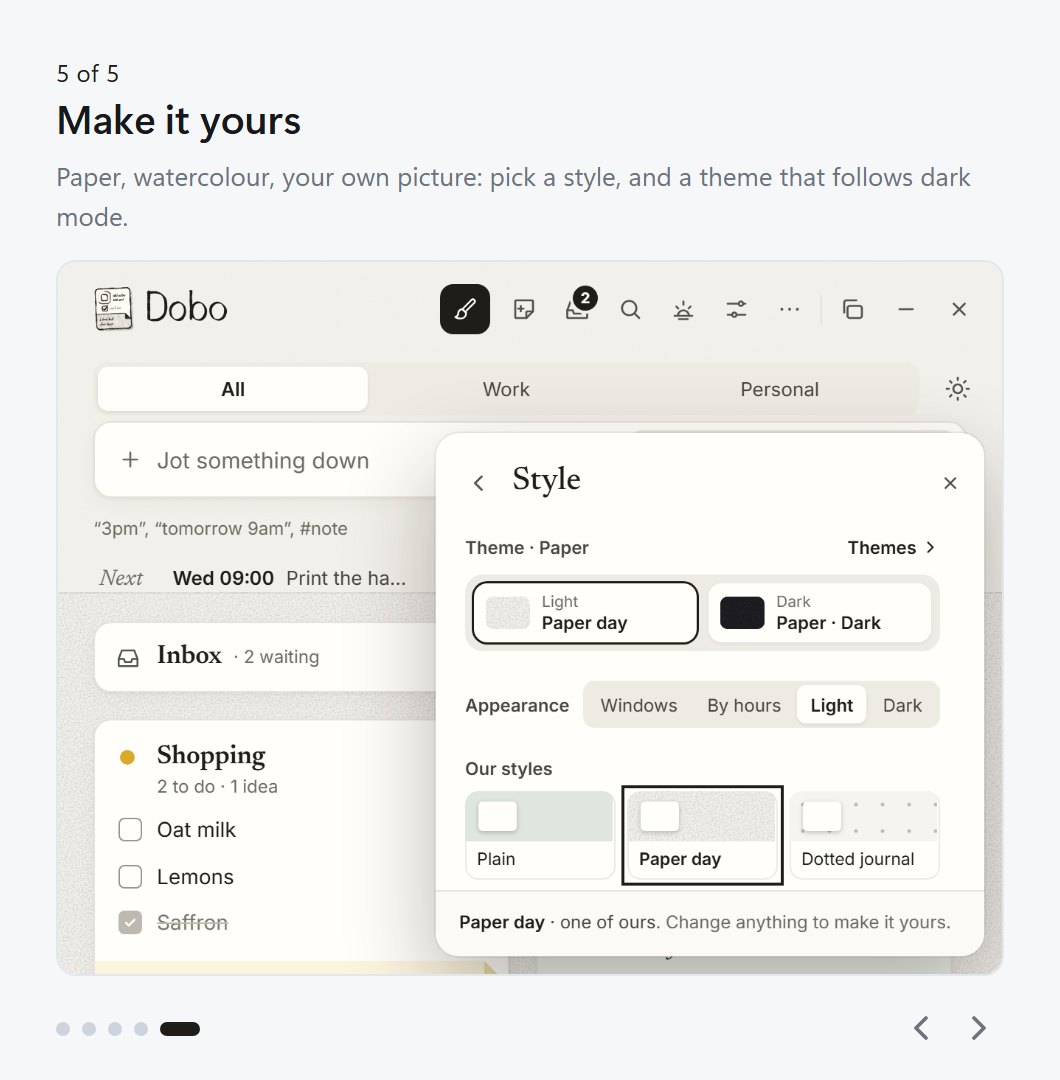 5 of 5
Make it yours
Paper, watercolour, your own picture: pick a style, and a theme that follows dark
mode.
Dobo
2
All
Work
Personal
Jot something down
“3pm”, “tomorrow 9am”, #note
Next Wed 09:00 Print the ha...
Inbox · 2 waiting
Shopping
2 to do · 1 idea
Oat milk
Lemons
Saffron
Style
Theme · Paper
Themes
Light
Paper day
Dark
Paper · Dark
Appearance
Windows
By hours
Light
Dark
Our styles
Plain
Paper day
Dotted journal
Paper day · one of ours. Change anything to make it yours.